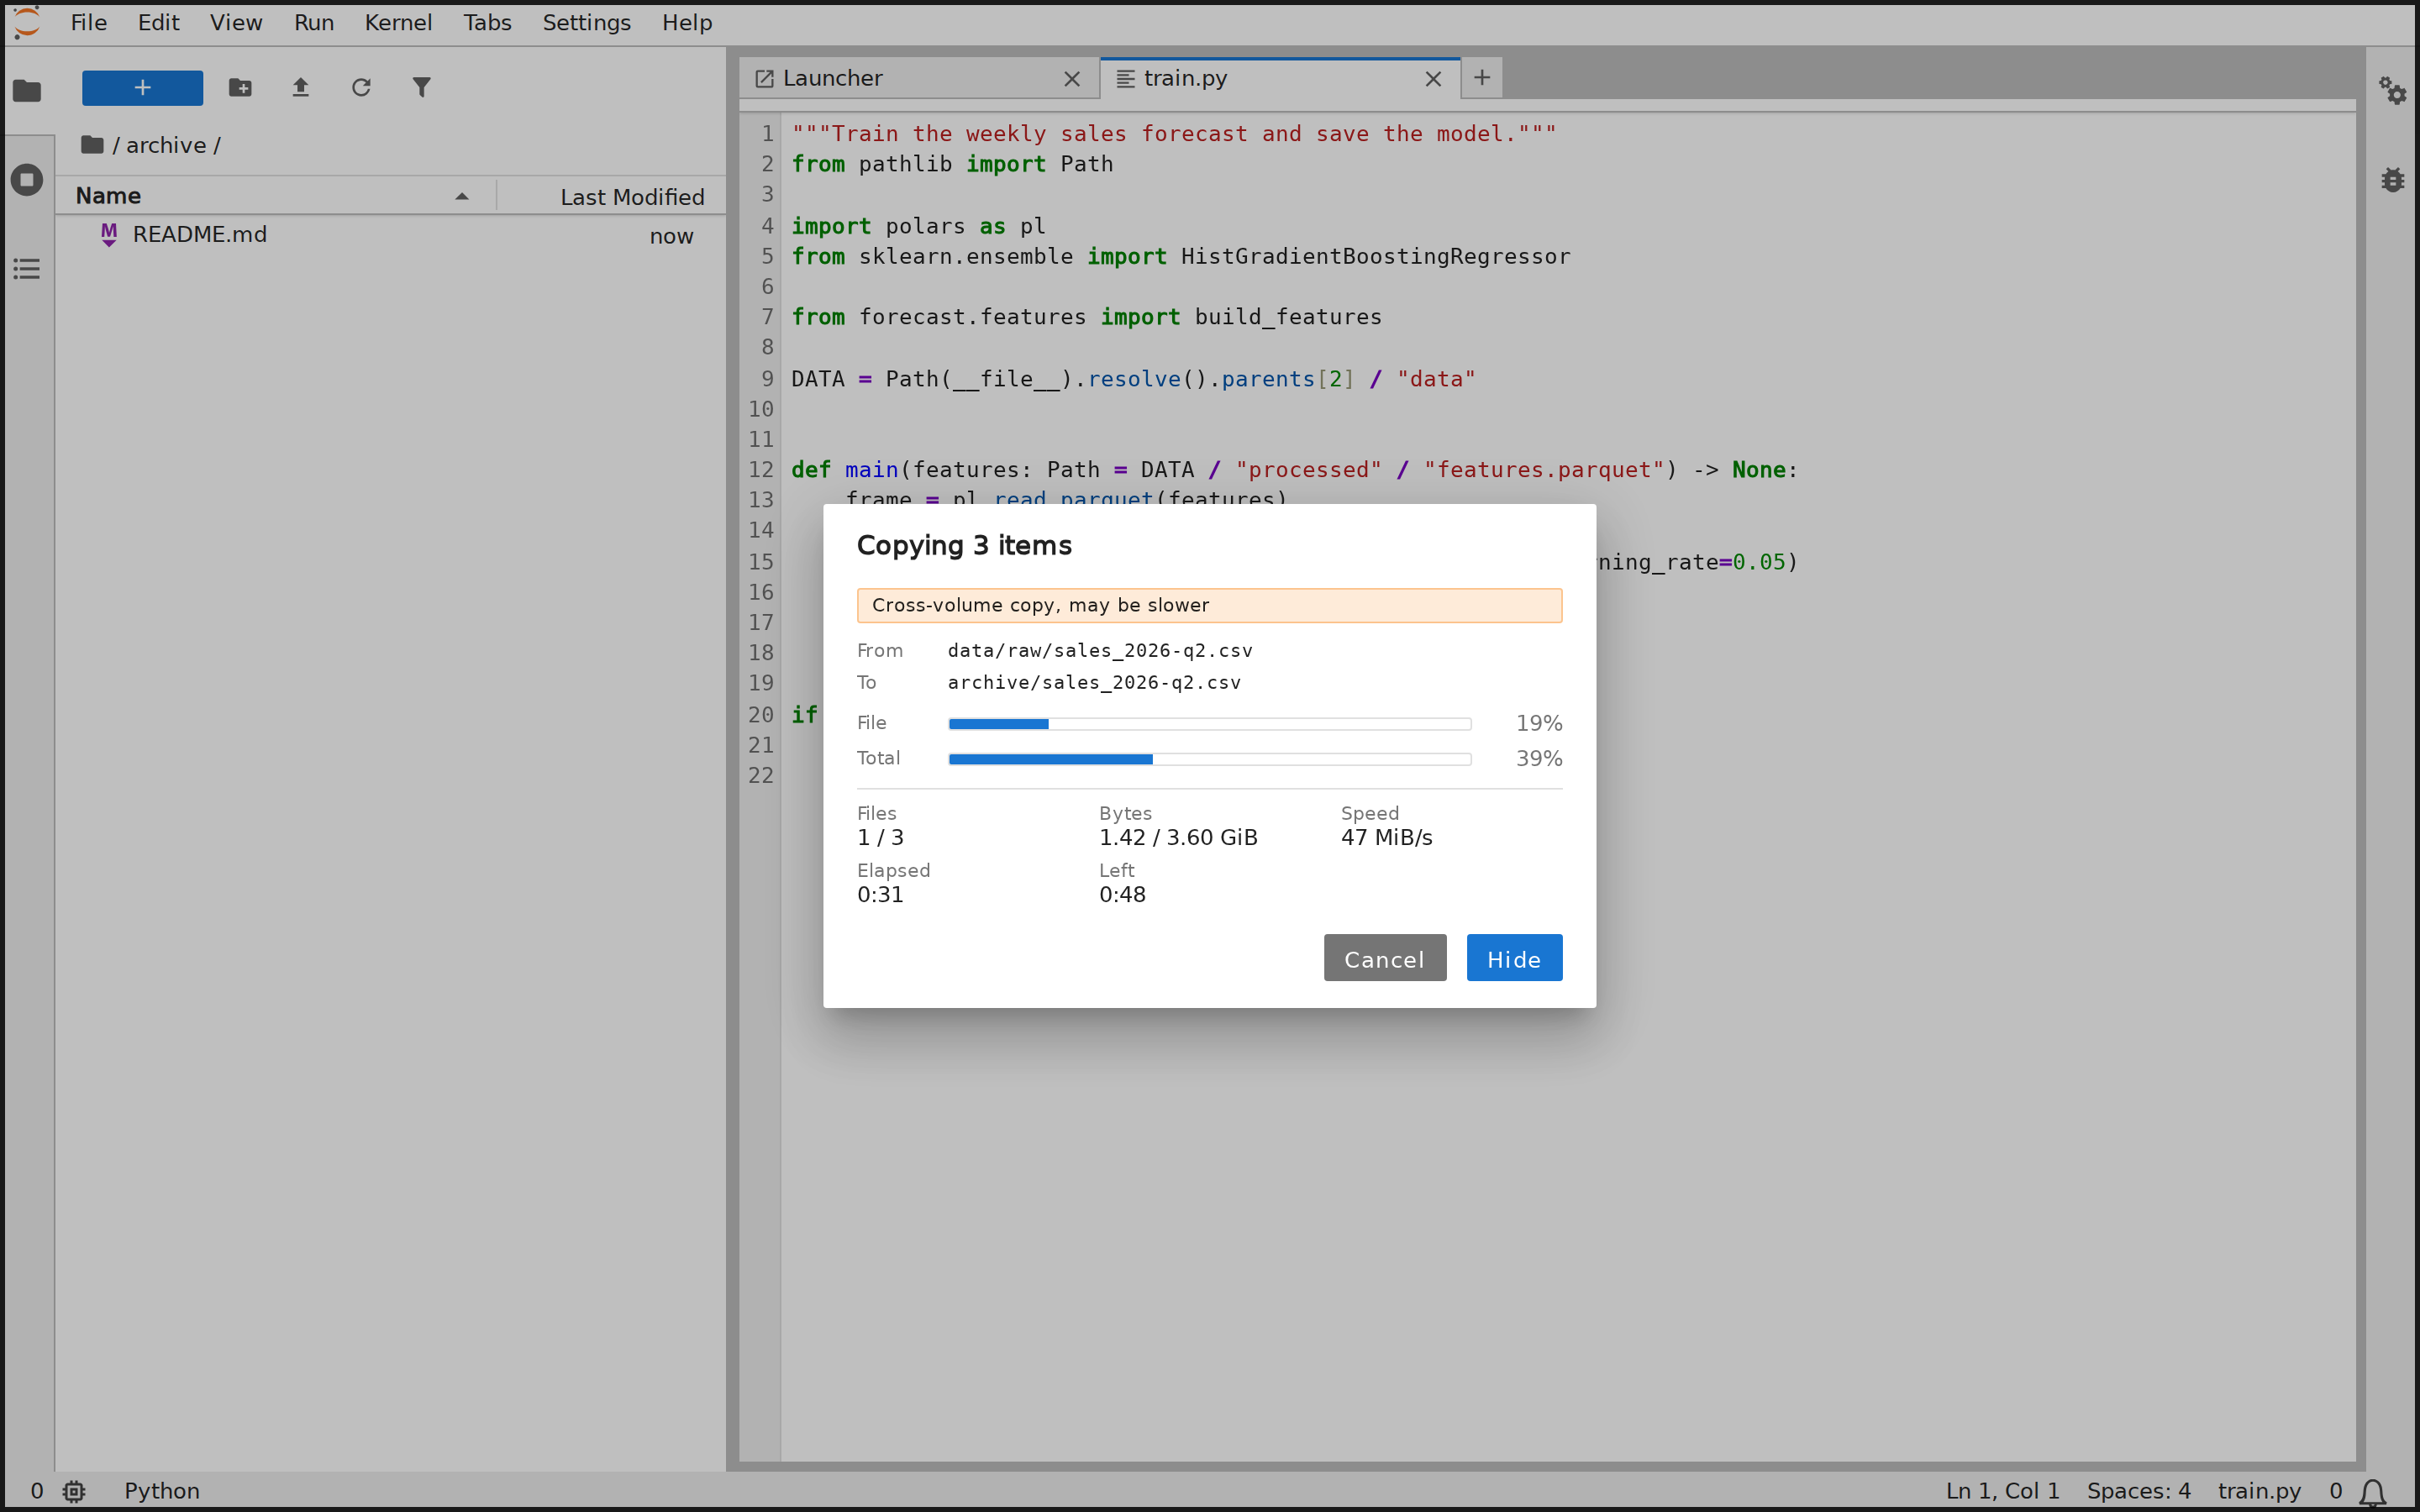 File Edit View Run Kernel Tabs Settings Help
Launcher train.py
/ archive /
Name Last Modified
README.md now
1 """Train the weekly sales forecast and save the model."""
2 from pathlib import Path
3
4 import polars as pl
5 from sklearn.ensemble import HistGradientBoostingRegressor
6
7 from forecast.features import build_features
8
9 DATA = Path(__file__).resolve().parents[2] / "data"
10
11
12 def main(features: Path = DATA / "processed" / "features.parquet") -> None:
13 frame = pl.read_parquet(features)
14
15 ning_rate=0.05)
16
17
18
19
20 if
21
22
Copying 3 items
Cross-volume copy, may be slower
From data/raw/sales_2026-q2.csv
To archive/sales_2026-q2.csv
File 19%
Total 39%
Files Bytes Speed
1 / 3 1.42 / 3.60 GiB 47 MiB/s
Elapsed Left
0:31 0:48
Cancel Hide
0 Python Ln 1, Col 1 Spaces: 4 train.py 0